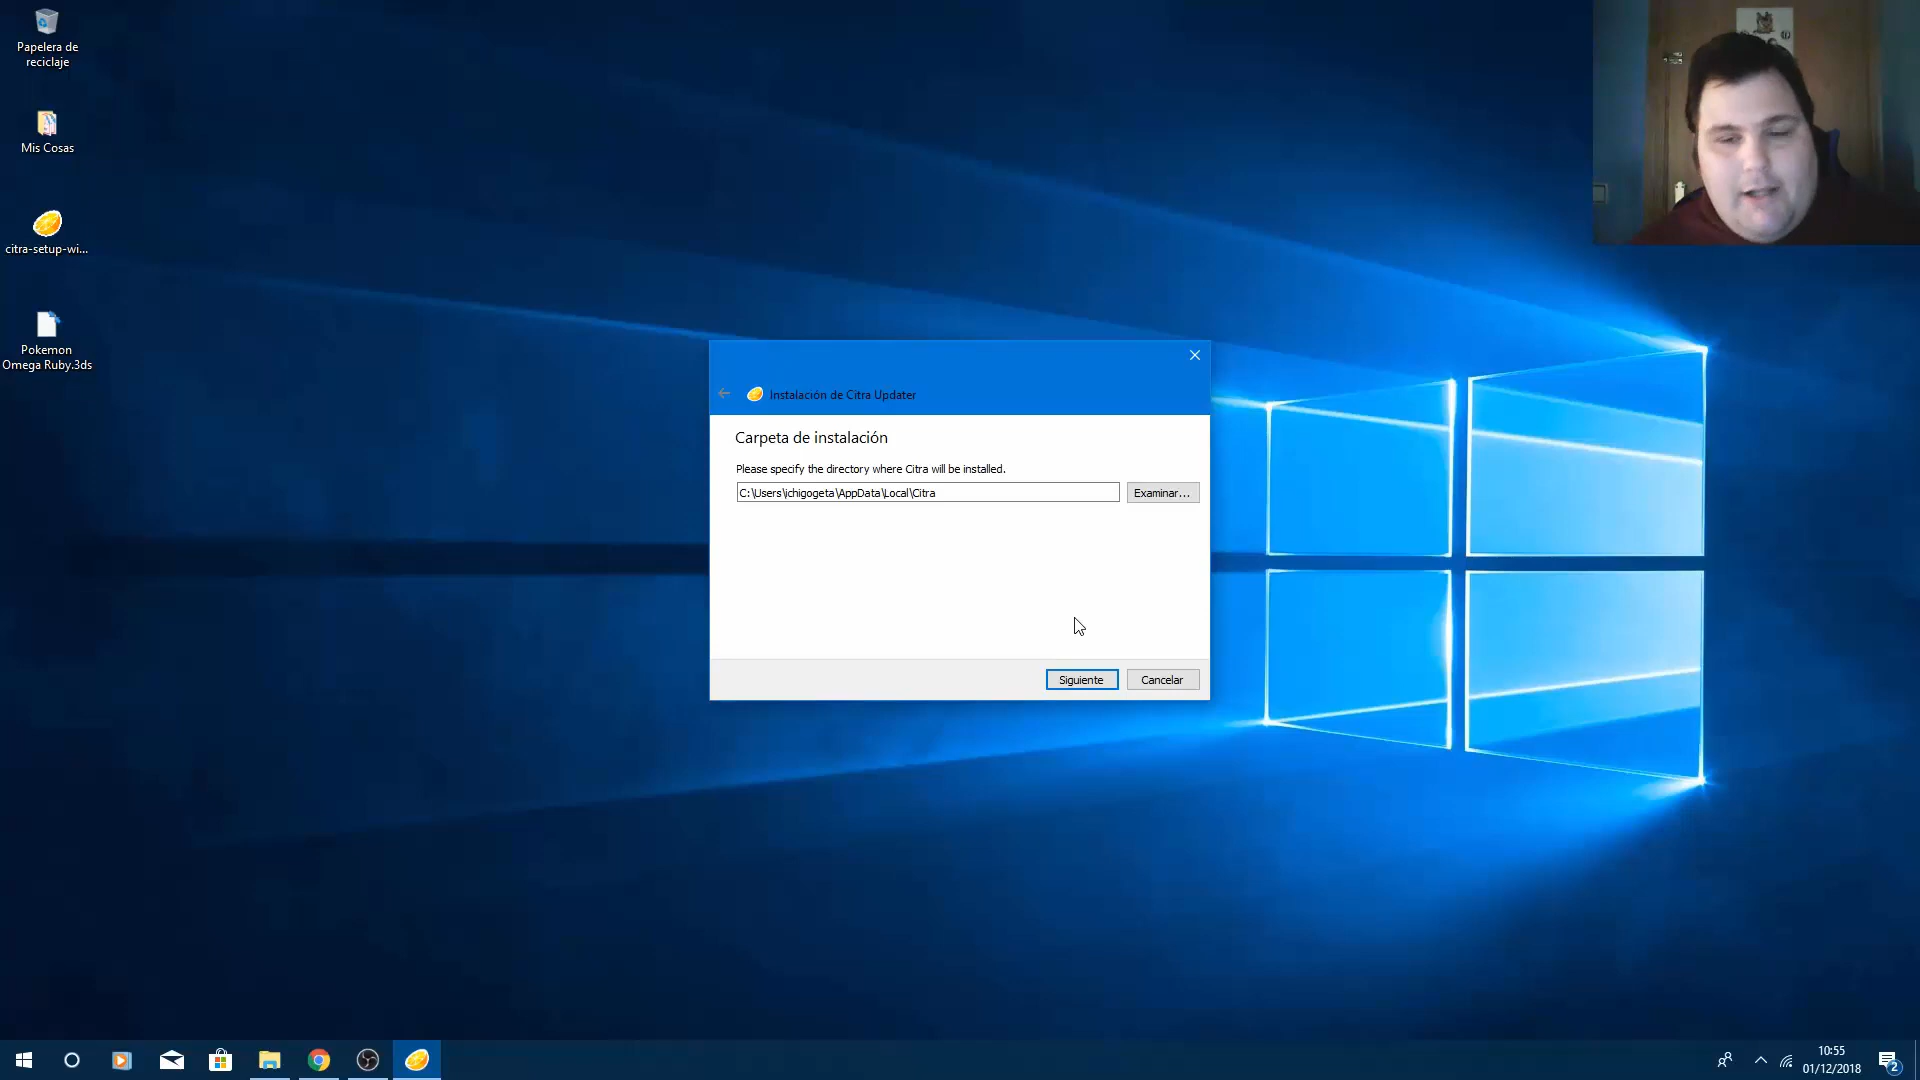 Papelera de
reciclaje
Mis Cosas
citra-setup-wi...
Pokemon
Omega Ruby.3ds
Instalación de Citra Updater
Carpeta de instalación
Please specify the directory where Citra will be installed.
C:\Users\ichigogeta\AppData\Local\Citra
Examinar...
Siguiente
Cancelar
10:55
01/12/2018
2